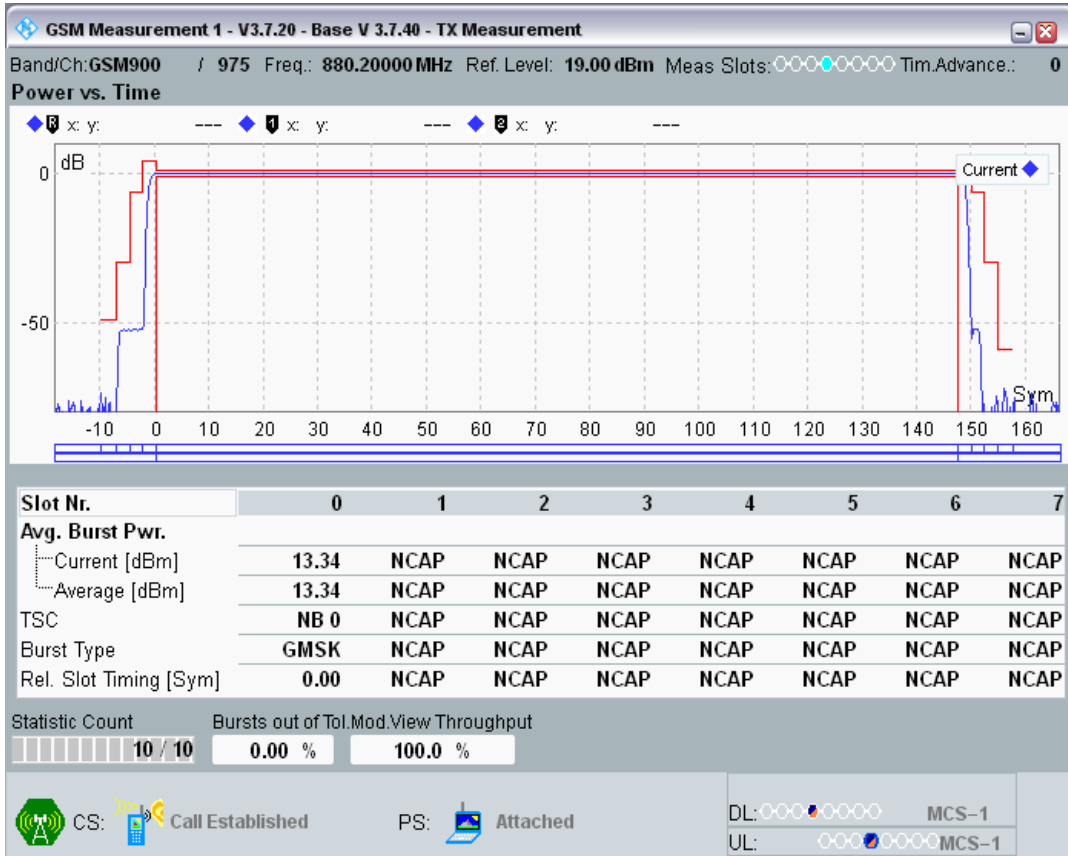 GSM Measurement 1 - V3.7.20 - Base V 3.7.40 - TX Measurement
Band/Ch:GSM900 / 975 Freq.: 880.20000 MHz Ref. Level: 19.00 dBm Meas Slots: Tim.Advance.: 0
Power vs. Time
R x: y: --- 1 x: y: --- 2 x: y: ---
dB
Current
0
-50
Sym
-10 0 10 20 30 40 50 60 70 80 90 100 110 120 130 140 150 160
Slot Nr. 0 1 2 3 4 5 6 7
Avg. Burst Pwr.
Current [dBm] 13.34 NCAP NCAP NCAP NCAP NCAP NCAP NCAP
Average [dBm] 13.34 NCAP NCAP NCAP NCAP NCAP NCAP NCAP
TSC NB 0 NCAP NCAP NCAP NCAP NCAP NCAP NCAP
Burst Type GMSK NCAP NCAP NCAP NCAP NCAP NCAP NCAP
Rel. Slot Timing [Sym] 0.00 NCAP NCAP NCAP NCAP NCAP NCAP NCAP
Statistic Count Bursts out of Tol.Mod.View Throughput
10 / 10 0.00 % 100.0 %
CS: Call Established PS: Attached
DL: MCS-1
UL: MCS-1